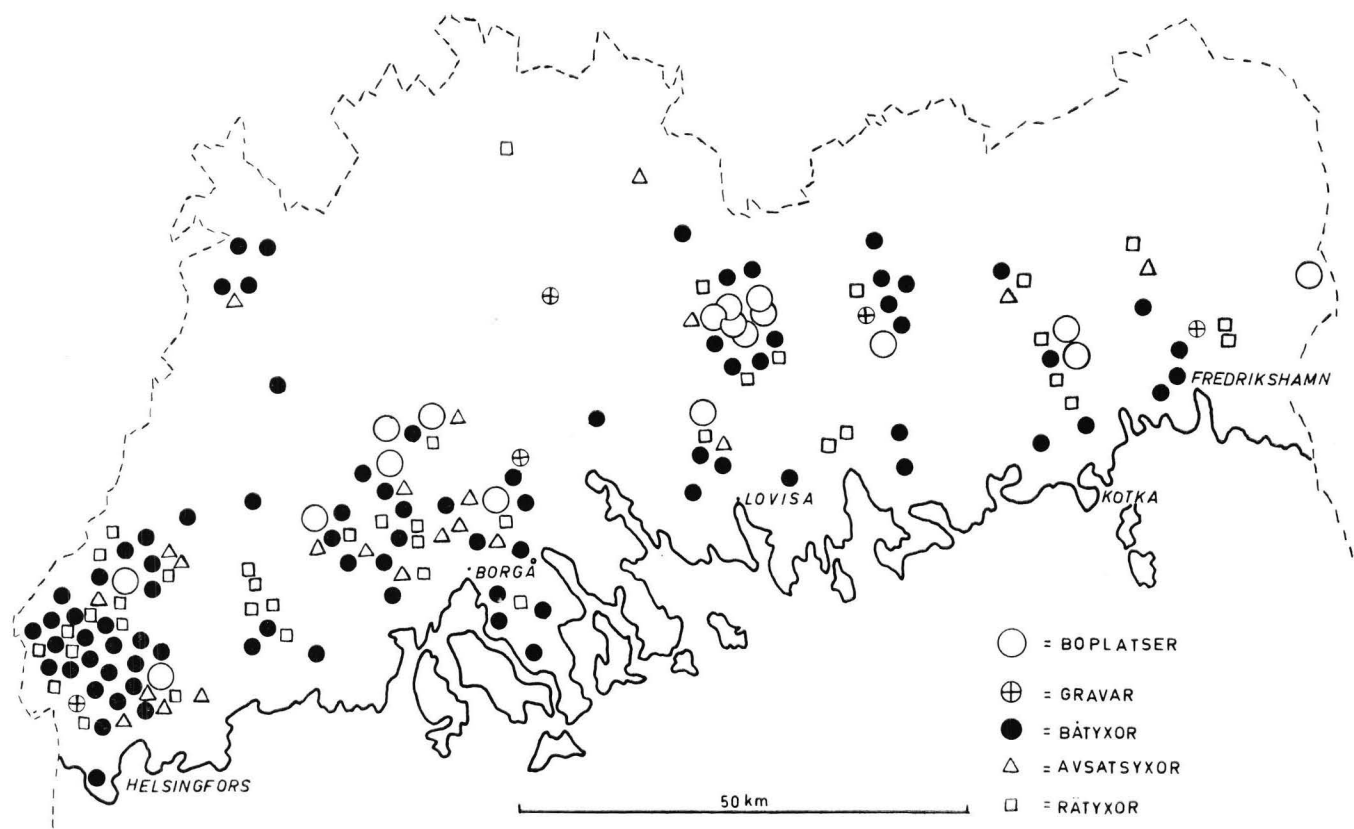 FREDRIKSHAMN
KOTKA
LOVISA
BORGÅ
HELSINGFORS
50 km
= BOPLATSER
= GRAVAR
= BÅTYXOR
= AVSATSYXOR
= RÄTYXOR